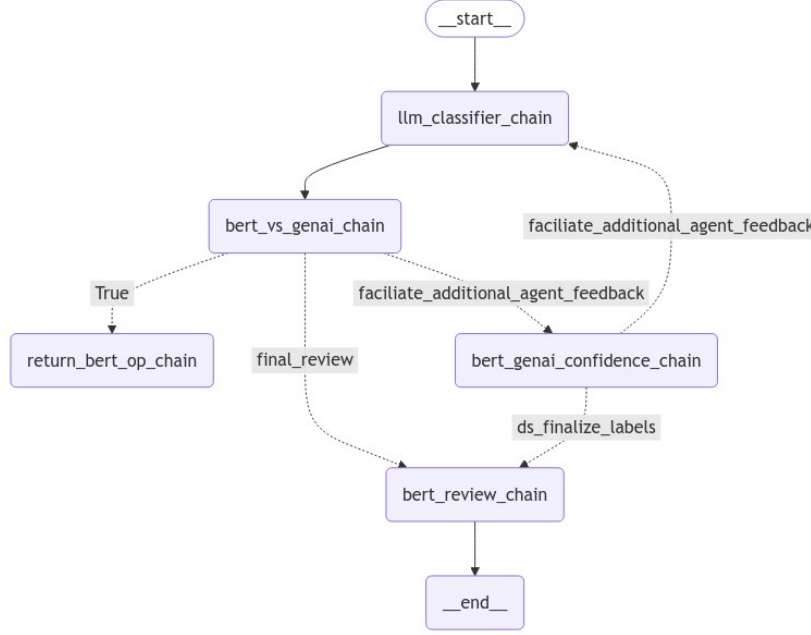 __start__
llm_classifier_chain
bert_vs_genai_chain
faciliate_additional_agent_feedback
True
faciliate_additional_agent_feedback
return_bert_op_chain
final_review
bert_genai_confidence_chain
ds_finalize_labels
bert_review_chain
__end__